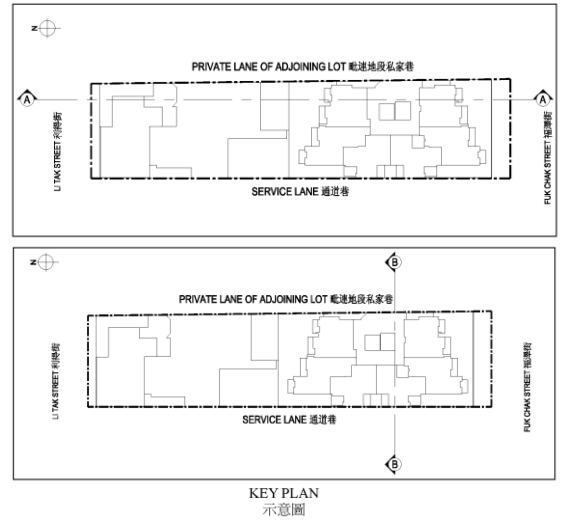 N
PRIVATE LANE OF ADJOINING LOT 毗連地段私家巷
A
A
LI TAK STREET 利得街
FUK CHAK STREET 福澤街
SERVICE LANE 通道巷
N
B
PRIVATE LANE OF ADJOINING LOT 毗連地段私家巷
LI TAK STREET 利得街
FUK CHAK STREET 福澤街
SERVICE LANE 通道巷
B
KEY PLAN
示意圖